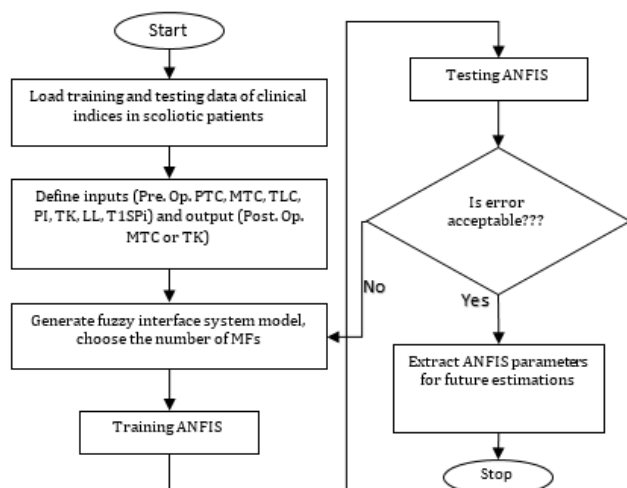 Start
Load training and testing data of clinical
indices in scoliotic patients
Define inputs (Pre. Op. PTC, MTC, TLC,
PI, TK, LL, T1SPi) and output (Post. Op.
MTC or TK)
Generate fuzzy interface system model,
choose the number of MFs
Training ANFIS
Testing ANFIS
Is error
acceptable???
No
Yes
Extract ANFIS parameters
for future estimations
Stop